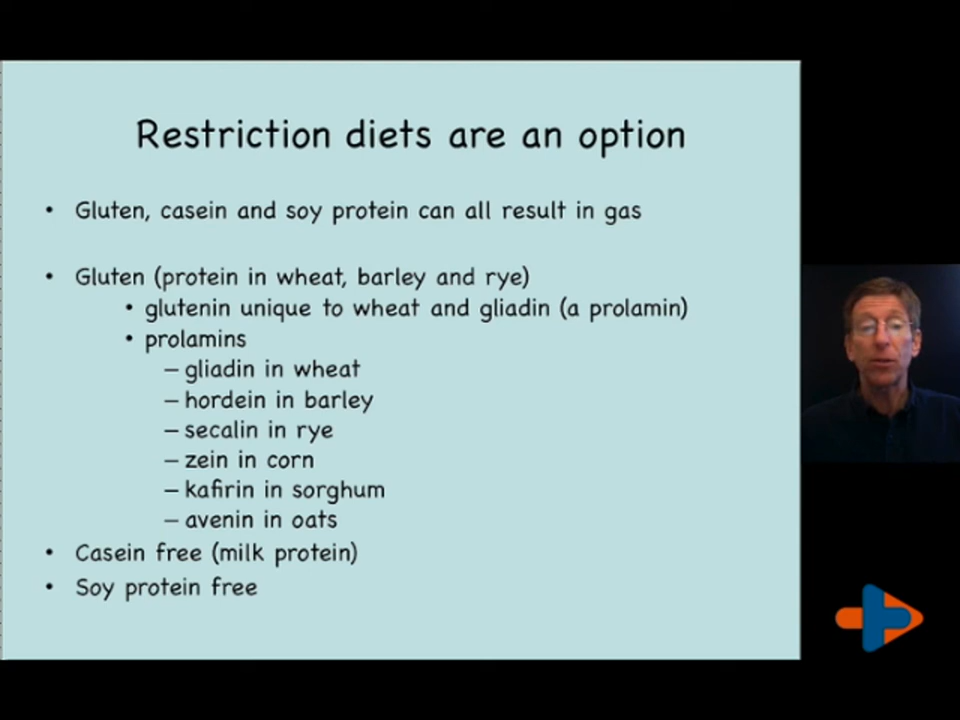 Restriction diets are an option
• Gluten, casein and soy protein can all result in gas
• Gluten (protein in wheat, barley and rye)
• glutenin unique to wheat and gliadin (a prolamin)
• prolamins
– gliadin in wheat
– hordein in barley
– secalin in rye
– zein in corn
– kafirin in sorghum
– avenin in oats
• Casein free (milk protein)
• Soy protein free